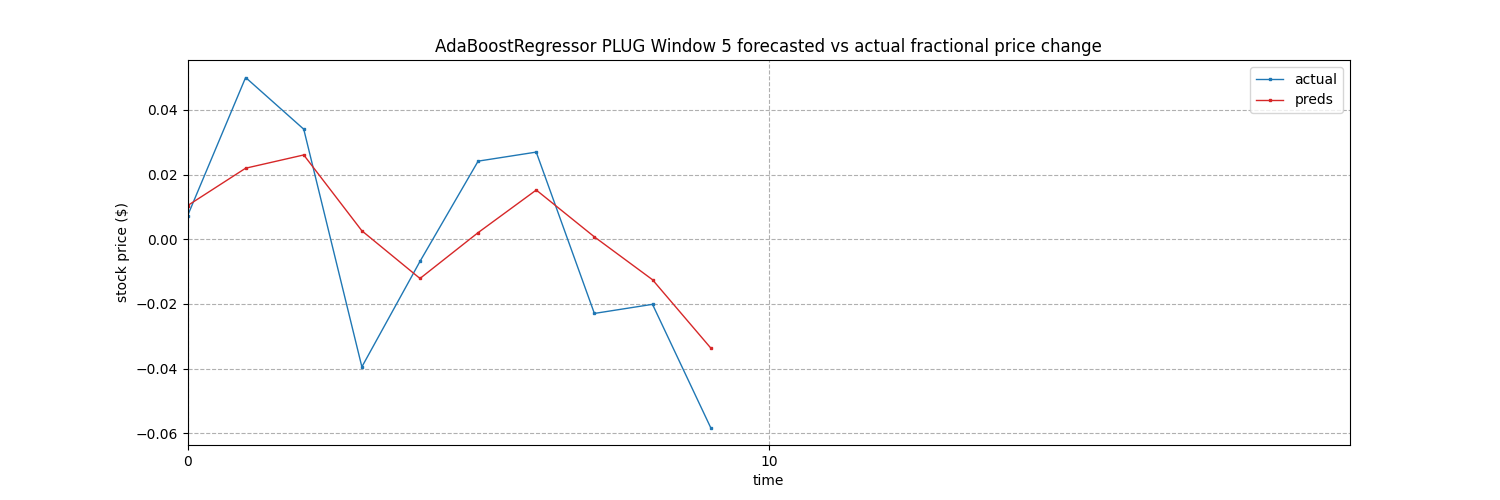 AdaBoostRegressor PLUG Window 5 forecasted vs actual fractional price change
actual
preds
0.04
0.02
0.00
−0.02
−0.04
−0.06
stock price ($)
0
10
time